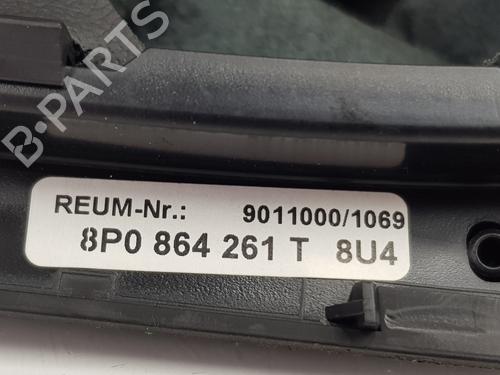 B-PARTS
REUM-Nr.: 9011000/1069
8P0 864 261 T 8U4